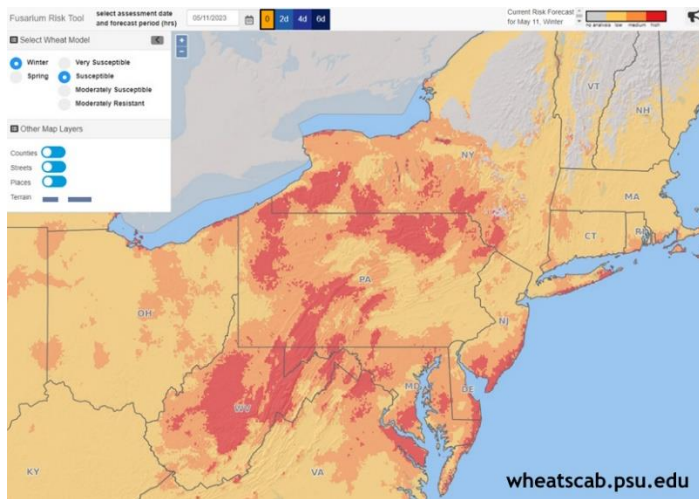 Fusarium Risk Tool
select assessment date
and forecast period (hrs)
05/11/2023
0 2d 4d 6d
Current Risk Forecast
for May 11, Winter
no analysis low medium high
Select Wheat Model
Winter
Spring
Very Susceptible
Susceptible
Moderately Susceptible
Moderately Resistant
Other Map Layers
Counties
Streets
Places
Terrain
VT
NH
NY
MA
CT
RI
PA
OH
NJ
MD
DE
WV
KY
VA
wheatscab.psu.edu